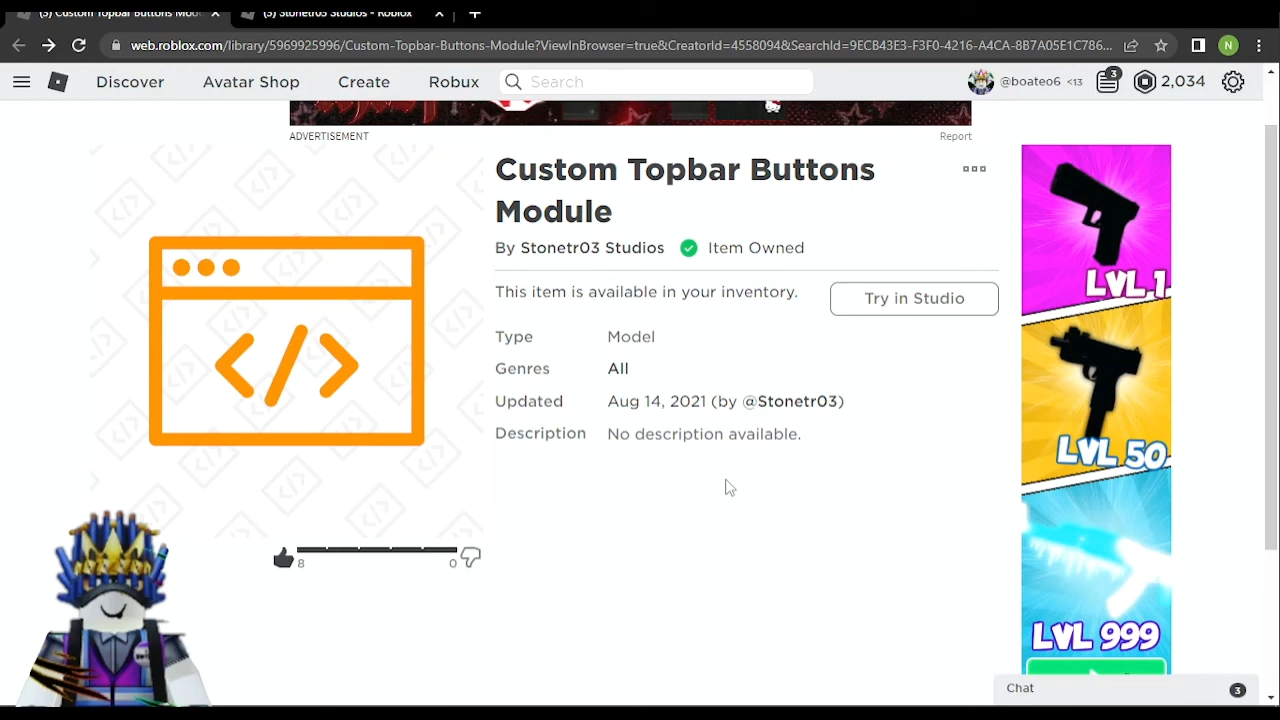 (3) Custom Topbar Buttons Mod
(3) Stonetr03 Studios - Roblox
web.roblox.com/library/5969925996/Custom-Topbar-Buttons-Module?ViewInBrowser=true&CreatorId=4558094&SearchId=9ECB43E3-F3F0-4216-A4CA-8B7A05E1C786...
N
Discover
Avatar Shop
Create
Robux
Search
@boateo6 <13
3
2,034
ADVERTISEMENT
Report
Custom Topbar Buttons
Module
By Stonetr03 Studios
Item Owned
This item is available in your inventory.
Try in Studio
Type
Model
Genres
All
Updated
Aug 14, 2021 (by @Stonetr03)
Description
No description available.
8
0
LVL.1
LVL 50
LVL 999
Chat
3